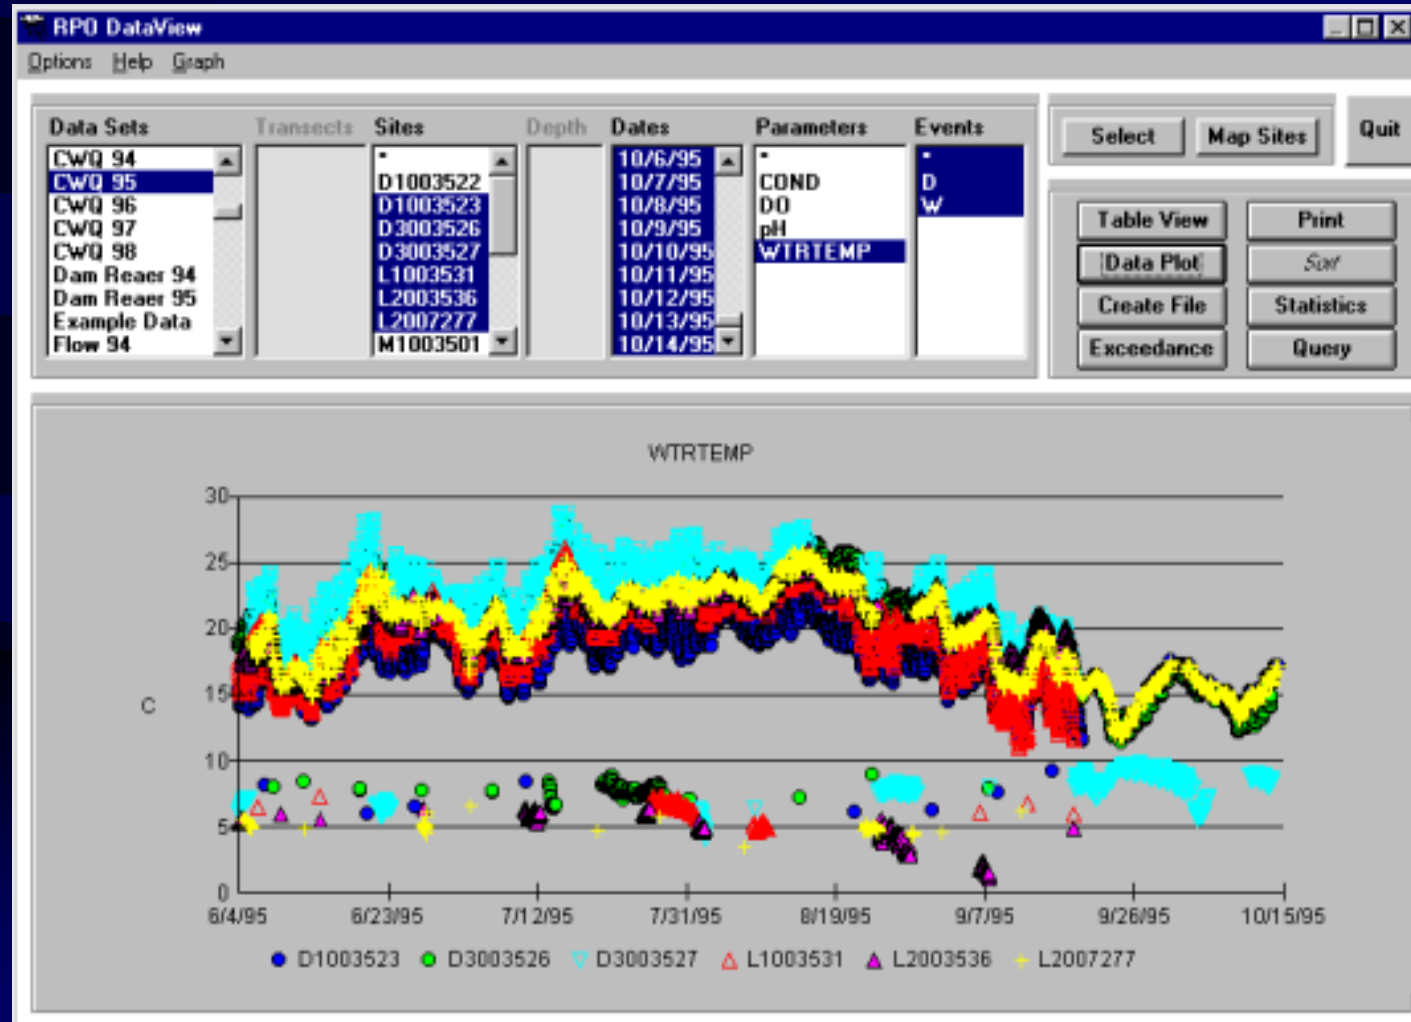 RPO DataView
Options Help Graph
Data Sets Transects Sites Depth Dates Parameters Events
CWQ 94
CWQ 95
CWQ 96
CWQ 97
CWQ 98
Dam Reaer 94
Dam Reaer 95
Example Data
Flow 94
-
D1003522
D1003523
D3003526
D3003527
L1003531
L2003536
L2007277
M1003501
10/6/95
10/7/95
10/8/95
10/9/95
10/10/95
10/11/95
10/12/95
10/13/95
10/14/95
-
COND
DO
pH
WTRTEMP
-
D
W
Select Map Sites Quit
Table View Print
Data Plot Sort
Create File Statistics
Exceedance Query
WTRTEMP
30
25
20
15
10
5
0
C
6/4/95 6/23/95 7/12/95 7/31/95 8/19/95 9/7/95 9/26/95 10/15/95
D1003523 D3003526 D3003527 L1003531 L2003536 L2007277